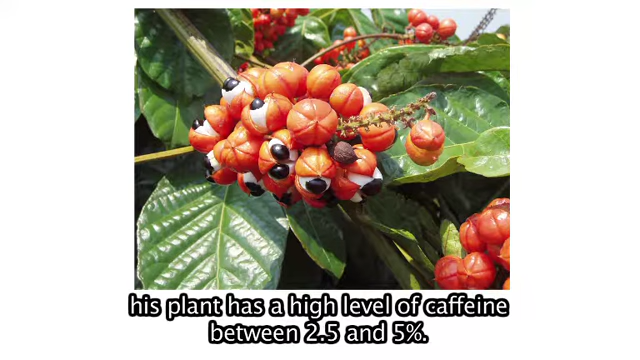 his plant has a high level of caffeine
between 2.5 and 5%.